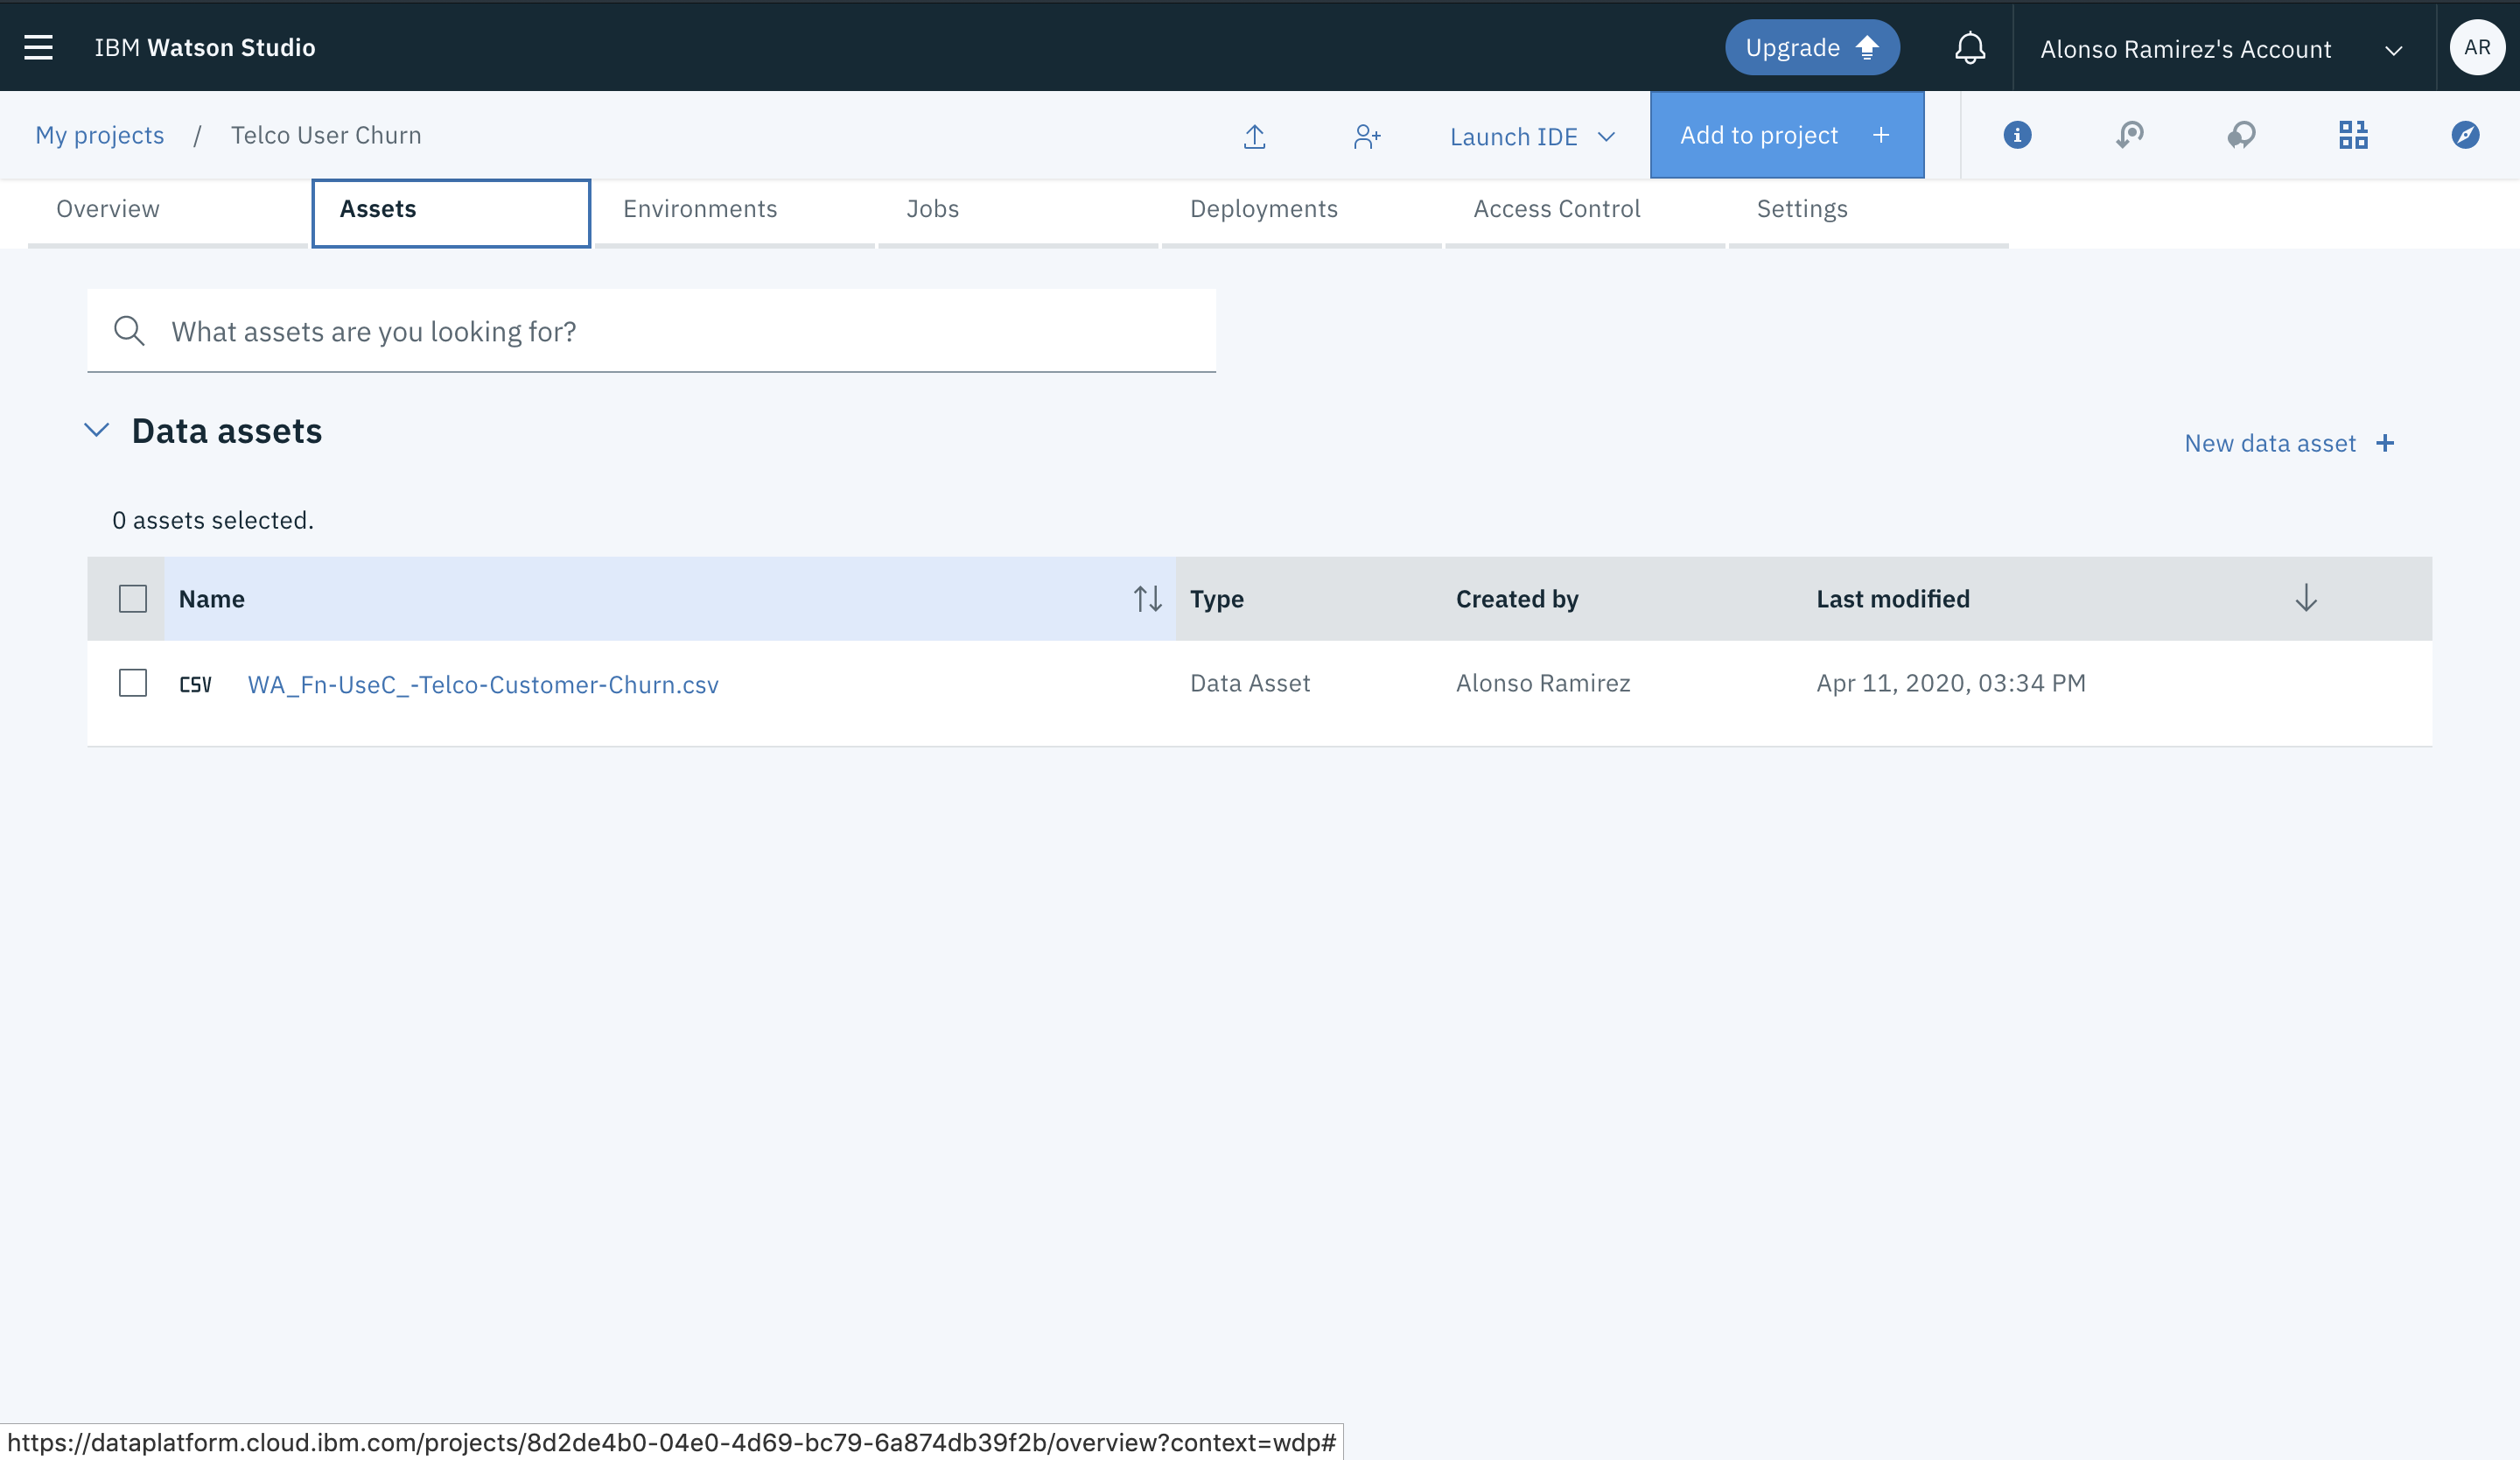 IBM Watson Studio
Upgrade
Alonso Ramirez's Account
AR
My projects / Telco User Churn
Launch IDE
Add to project +
Overview
Assets
Environments
Jobs
Deployments
Access Control
Settings
What assets are you looking for?
Data assets
New data asset +
0 assets selected.
Name
Type
Created by
Last modified
CSV
WA_Fn-UseC_-Telco-Customer-Churn.csv
Data Asset
Alonso Ramirez
Apr 11, 2020, 03:34 PM
https://dataplatform.cloud.ibm.com/projects/8d2de4b0-04e0-4d69-bc79-6a874db39f2b/overview?context=wdp#